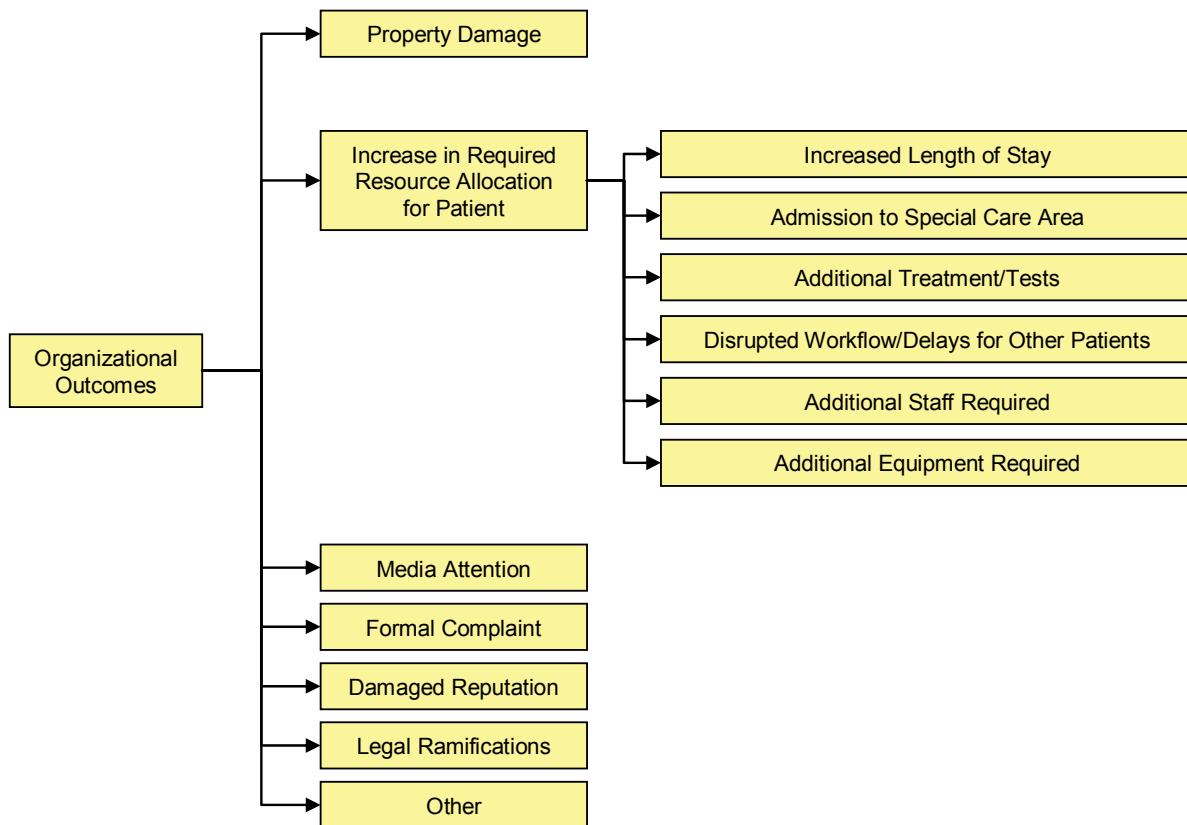 Property Damage
Increase in Required
Resource Allocation
for Patient
Increased Length of Stay
Admission to Special Care Area
Additional Treatment/Tests
Disrupted Workflow/Delays for Other Patients
Additional Staff Required
Additional Equipment Required
Organizational
Outcomes
Media Attention
Formal Complaint
Damaged Reputation
Legal Ramifications
Other